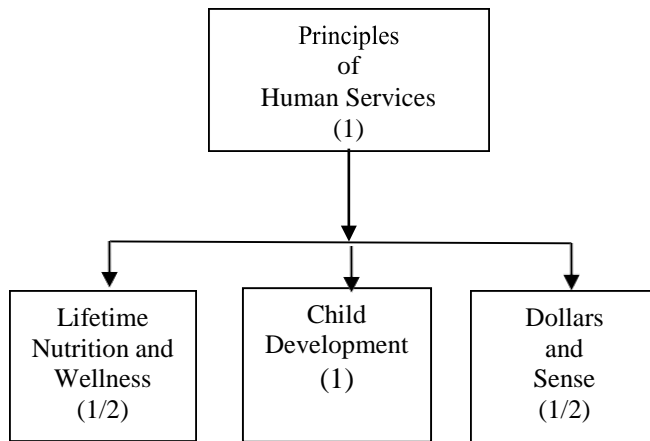 Principles
of
Human Services
(1)
Lifetime
Nutrition and
Wellness
(1/2)
Child
Development
(1)
Dollars
and
Sense
(1/2)